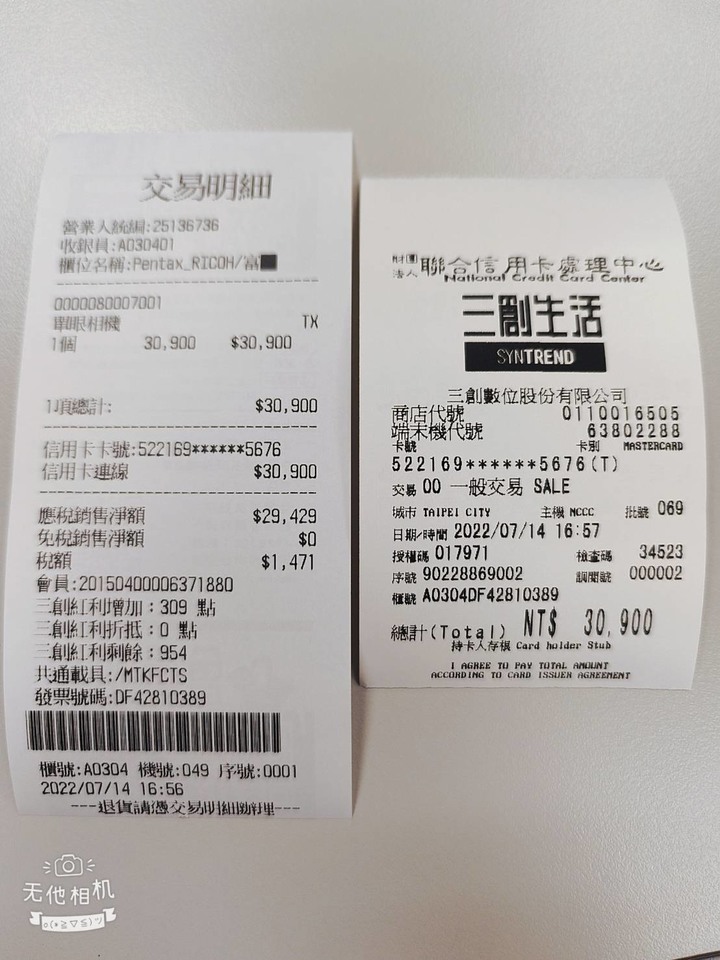 交易明細
營業人統編:25136736
收銀員:A030401
櫃位名稱:Pentax_RICOH/富
0000080007001
單眼相機 TX
1個 30,900 $30,900
1項總計: $30,900
信用卡卡號:522169******5676
信用卡連線 $30,900
應稅銷售淨額 $29,429
免稅銷售淨額 $0
稅額 $1,471
會員:20150400006371880
三創紅利增加:309 點
三創紅利折抵:0 點
三創紅利剩餘:954
共通載具:/MTKFCTS
發票號碼:DF42810389
櫃號:A0304 機號:049 序號:0001
2022/07/14 16:56
---退貨請憑交易明細辦理---
財團法人 聯合信用卡處理中心
National Credit Card Center
三創生活
SYNTREND
三創數位股份有限公司
商店代號 0110016505
端末機代號 63802288
卡號 卡別 MASTERCARD
522169******5676(T)
交易 00 一般交易 SALE
城市 TAIPEI CITY 主機 NCCC 批號 069
日期/時間 2022/07/14 16:57
授權碼 017971 檢查碼 34523
序號 90228869002 調閱號 000002
櫃號 A0304DF42810389
總計(Total) NT$ 30,900
持卡人存根 Card holder Stub
I AGREE TO PAY TOTAL AMOUNT
ACCORDING TO CARD ISSUER AGREEMENT
无他相机